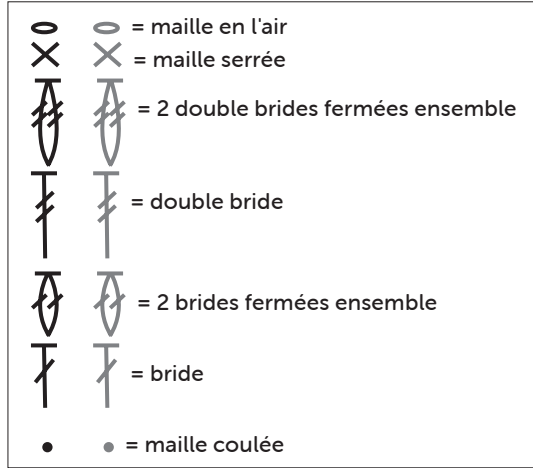 = maille en l'air
= maille serrée
= 2 double brides fermées ensemble
= double bride
= 2 brides fermées ensemble
= bride
= maille coulée